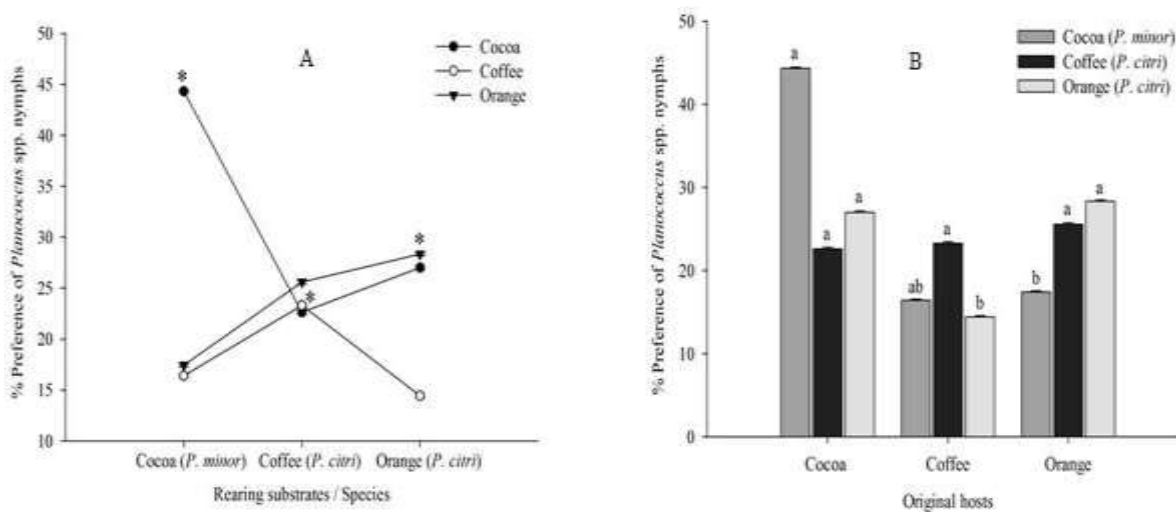 50
45
40
35
30
25
20
15
10
% Preference of Planococcus spp. nymphs
A
Cocoa
Coffee
Orange
*
*
*
Cocoa (P. minor)
Coffee (P. citri)
Orange (P. citri)
Rearing substrates / Species
50
40
30
20
10
0
% Preference of Planococcus spp. nymphs
B
Cocoa (P. minor)
Coffee (P. citri)
Orange (P. citri)
a
a
a
ab
a
b
b
a
a
Cocoa
Coffee
Orange
Original hosts